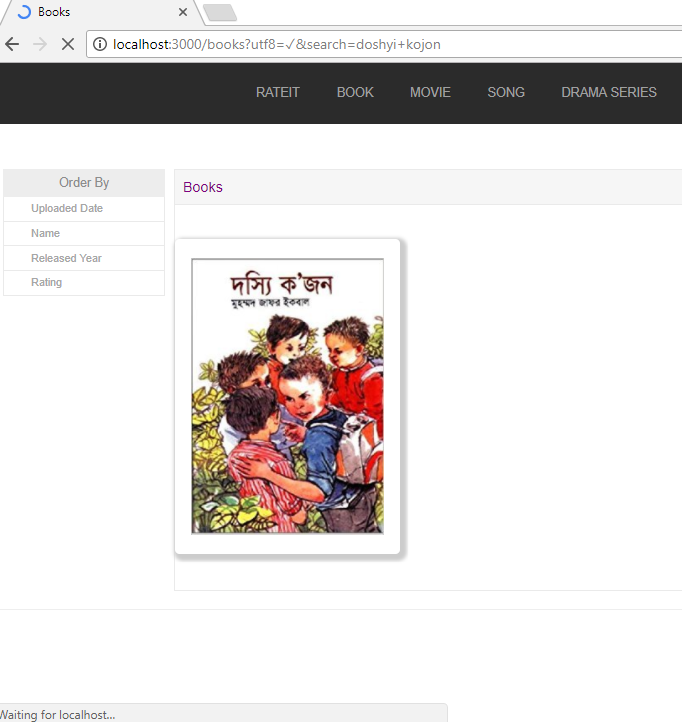 Books
localhost:3000/books?utf8=✓&search=doshyi+kojon
RATEIT BOOK MOVIE SONG DRAMA SERIES
Order By
Uploaded Date
Name
Released Year
Rating
Books
দস্যি ক'জন
মুহম্মদ জাফর ইকবাল
Waiting for localhost...